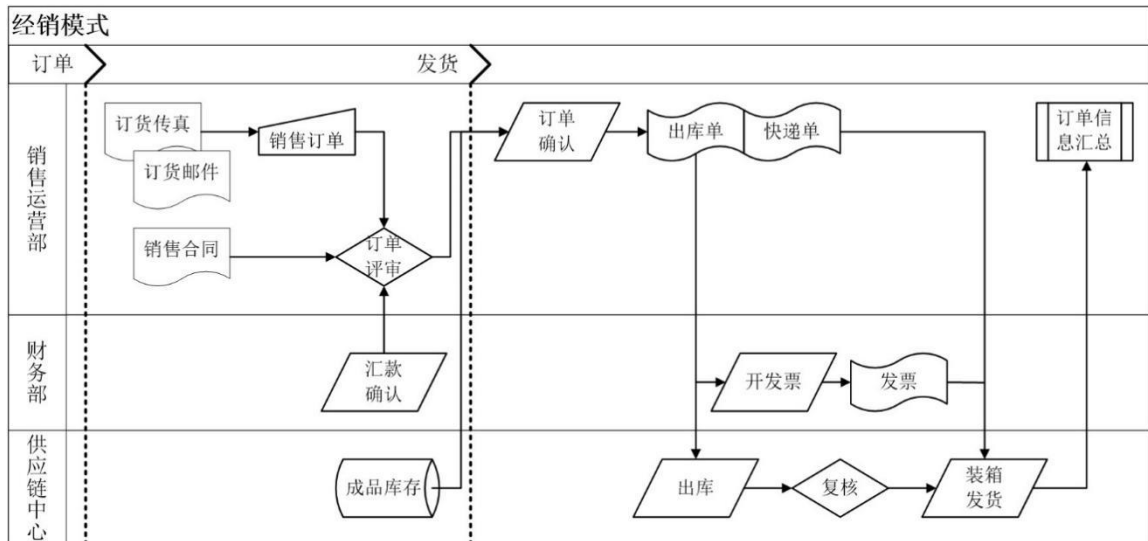 经销模式
订单
发货
销售运营部
订货传真
订货邮件
销售订单
销售合同
订单
评审
订单
确认
出库单
快递单
订单信
息汇总
财务部
汇款
确认
开发票
发票
供应链中心
成品库存
出库
复核
装箱
发货